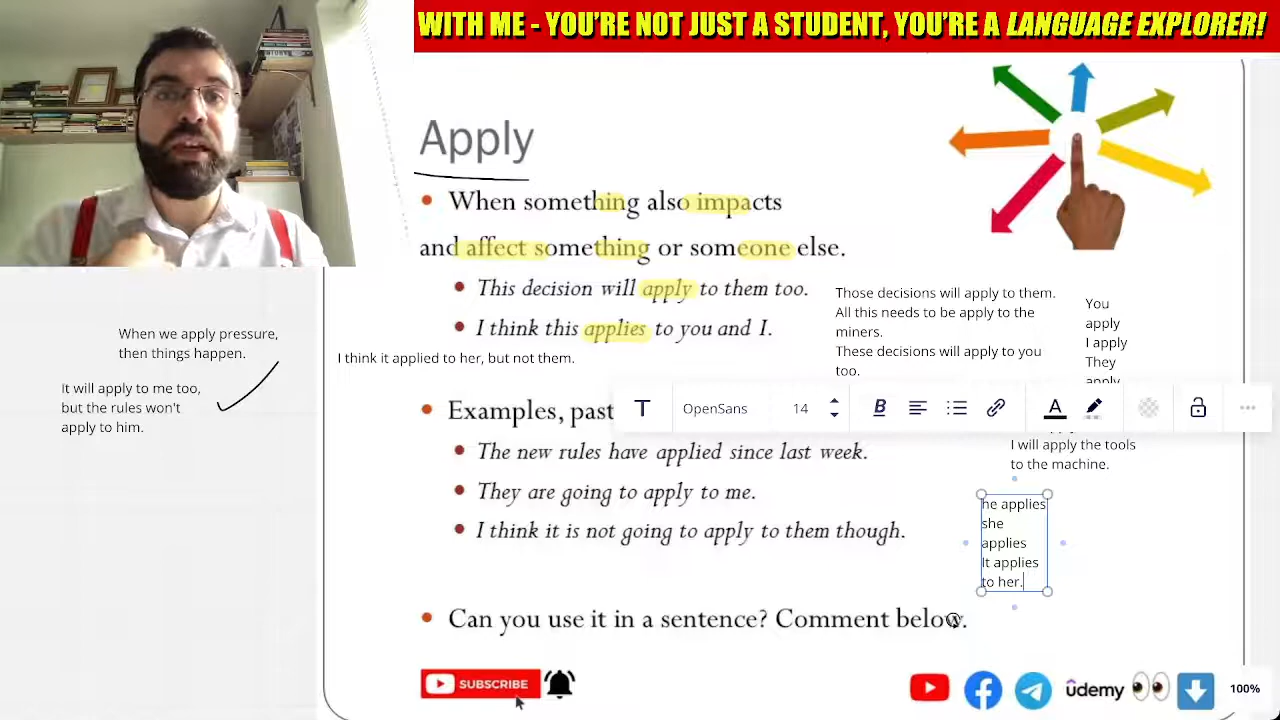 WITH ME - YOU'RE NOT JUST A STUDENT, YOU'RE A LANGUAGE EXPLORER!
Apply
When something also impacts
and affect something or someone else.
This decision will apply to them too.
I think this applies to you and I.
Those decisions will apply to them.
All this needs to be apply to the
miners.
These decisions will apply to you
too.
You
apply
I apply
They
apply
When we apply pressure,
then things happen.
It will apply to me too,
but the rules won't
apply to him.
I think it applied to her, but not them.
T
OpenSans
14
B
A
Examples, past
The new rules have applied since last week.
They are going to apply to me.
I think it is not going to apply to them though.
I will apply the tools
to the machine.
he applies
she
applies
It applies
to her.
Can you use it in a sentence? Comment below.
SUBSCRIBE
udemy
100%